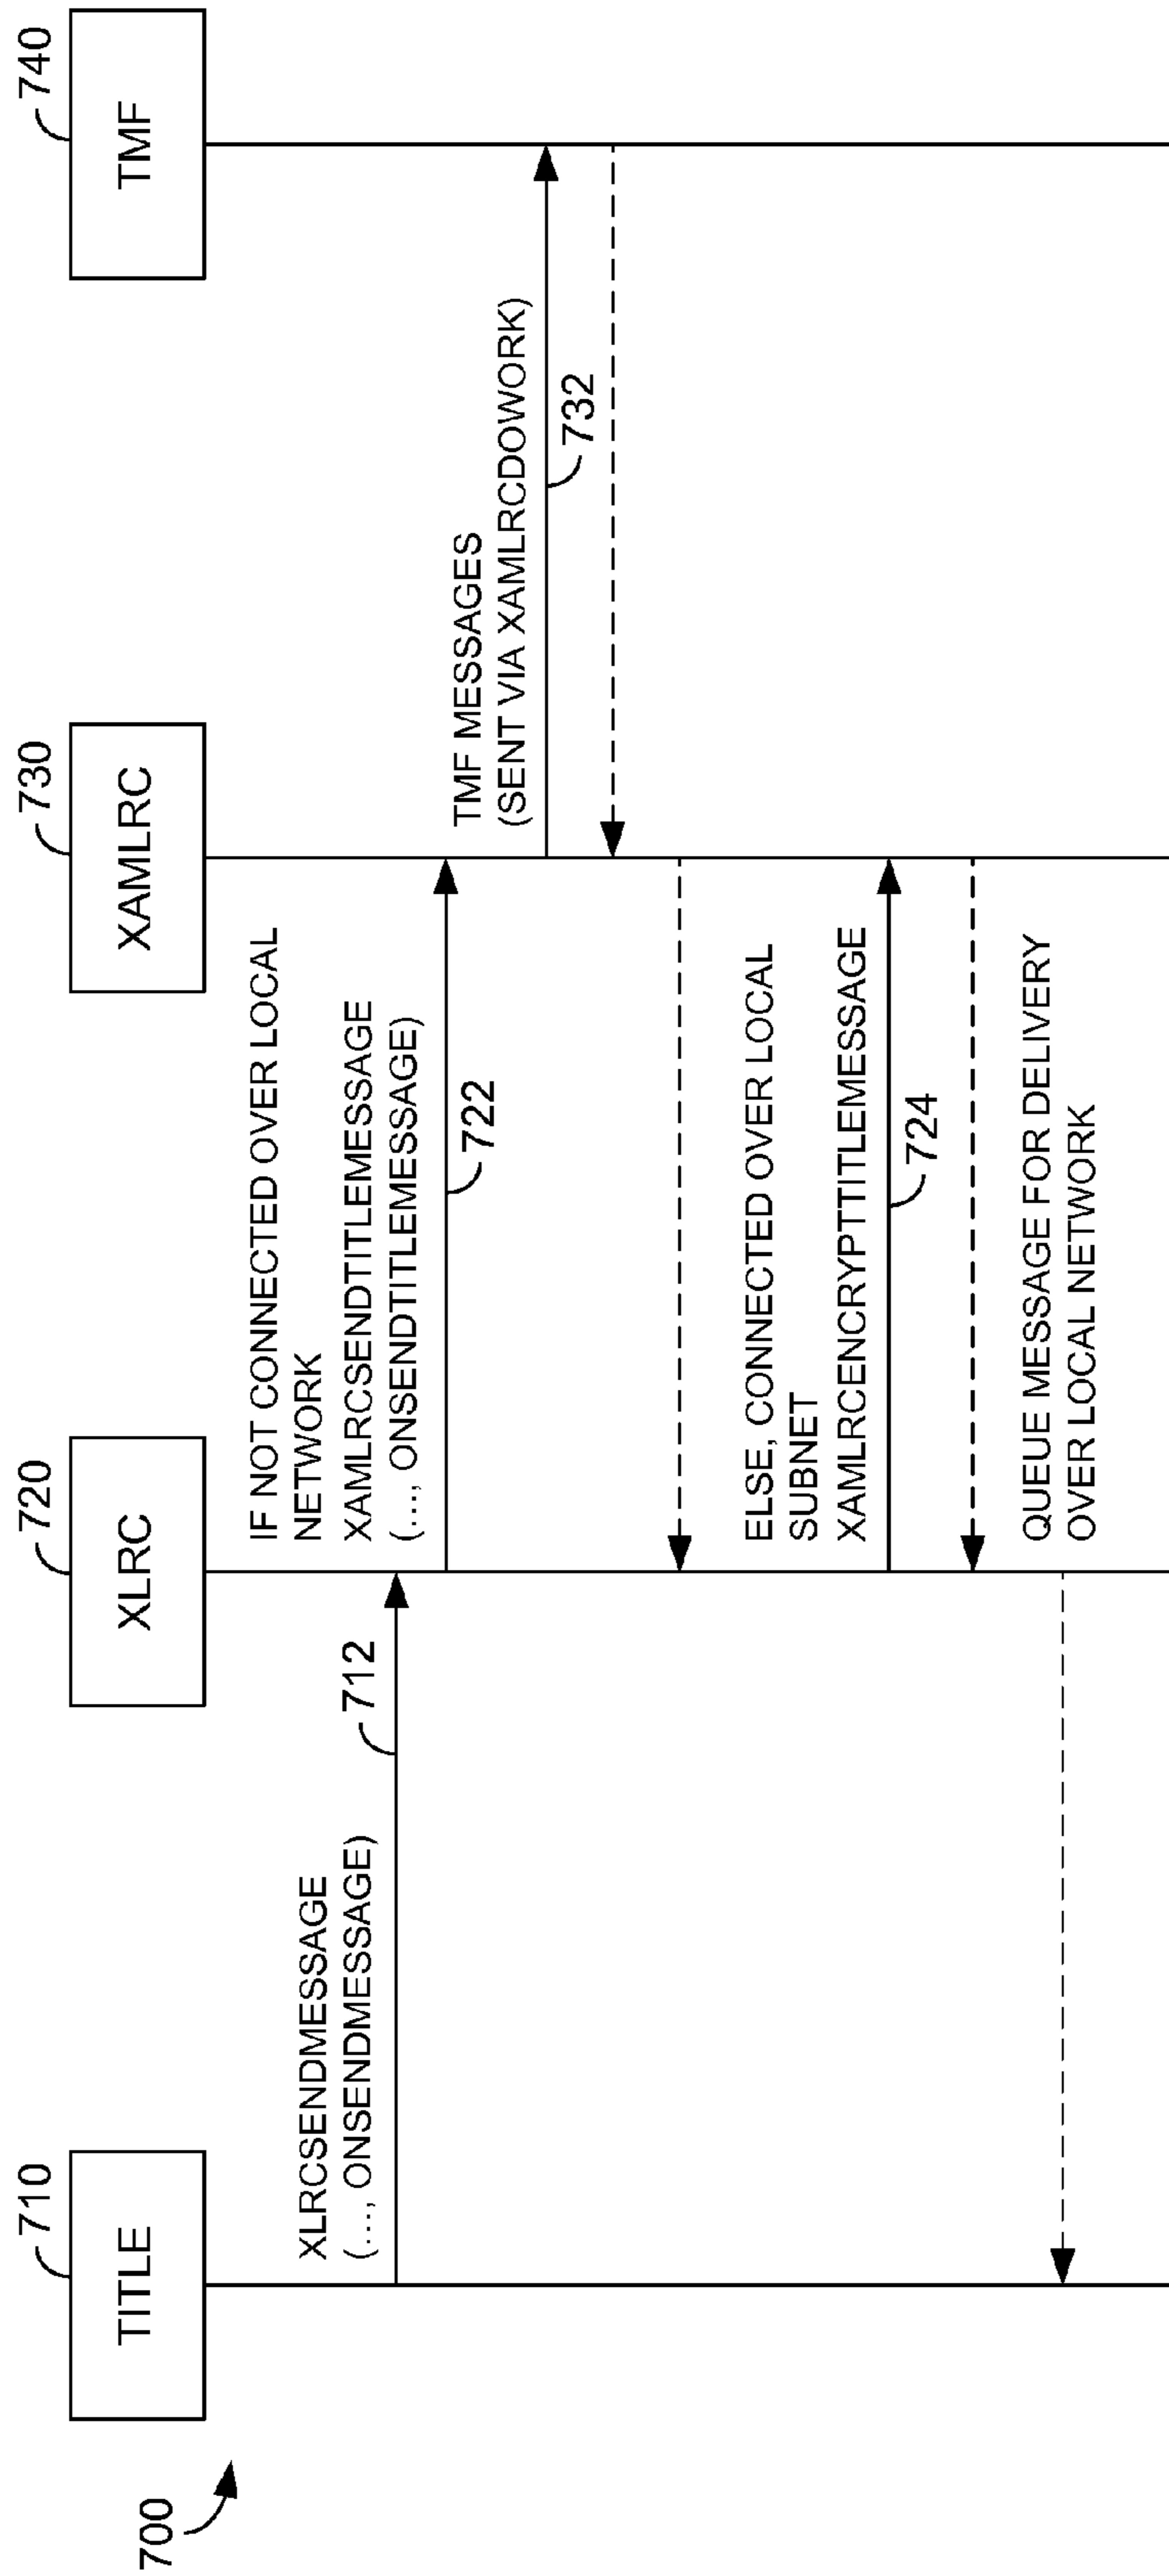 700
710
TITLE
720
XLRC
730
XAMLRC
740
TMF
XLRCSENDMESSAGE
(..., ONSENDMESSAGE)
712
IF NOT CONNECTED OVER LOCAL
NETWORK
XAMLRCSENDTITLEMESSAGE
(..., ONSENDTITLEMESSAGE)
722
TMF MESSAGES
(SENT VIA XAMLRCDOWORK)
732
ELSE, CONNECTED OVER LOCAL
SUBNET
XAMLRCENCRYPTTITLEMESSAGE
724
QUEUE MESSAGE FOR DELIVERY
OVER LOCAL NETWORK